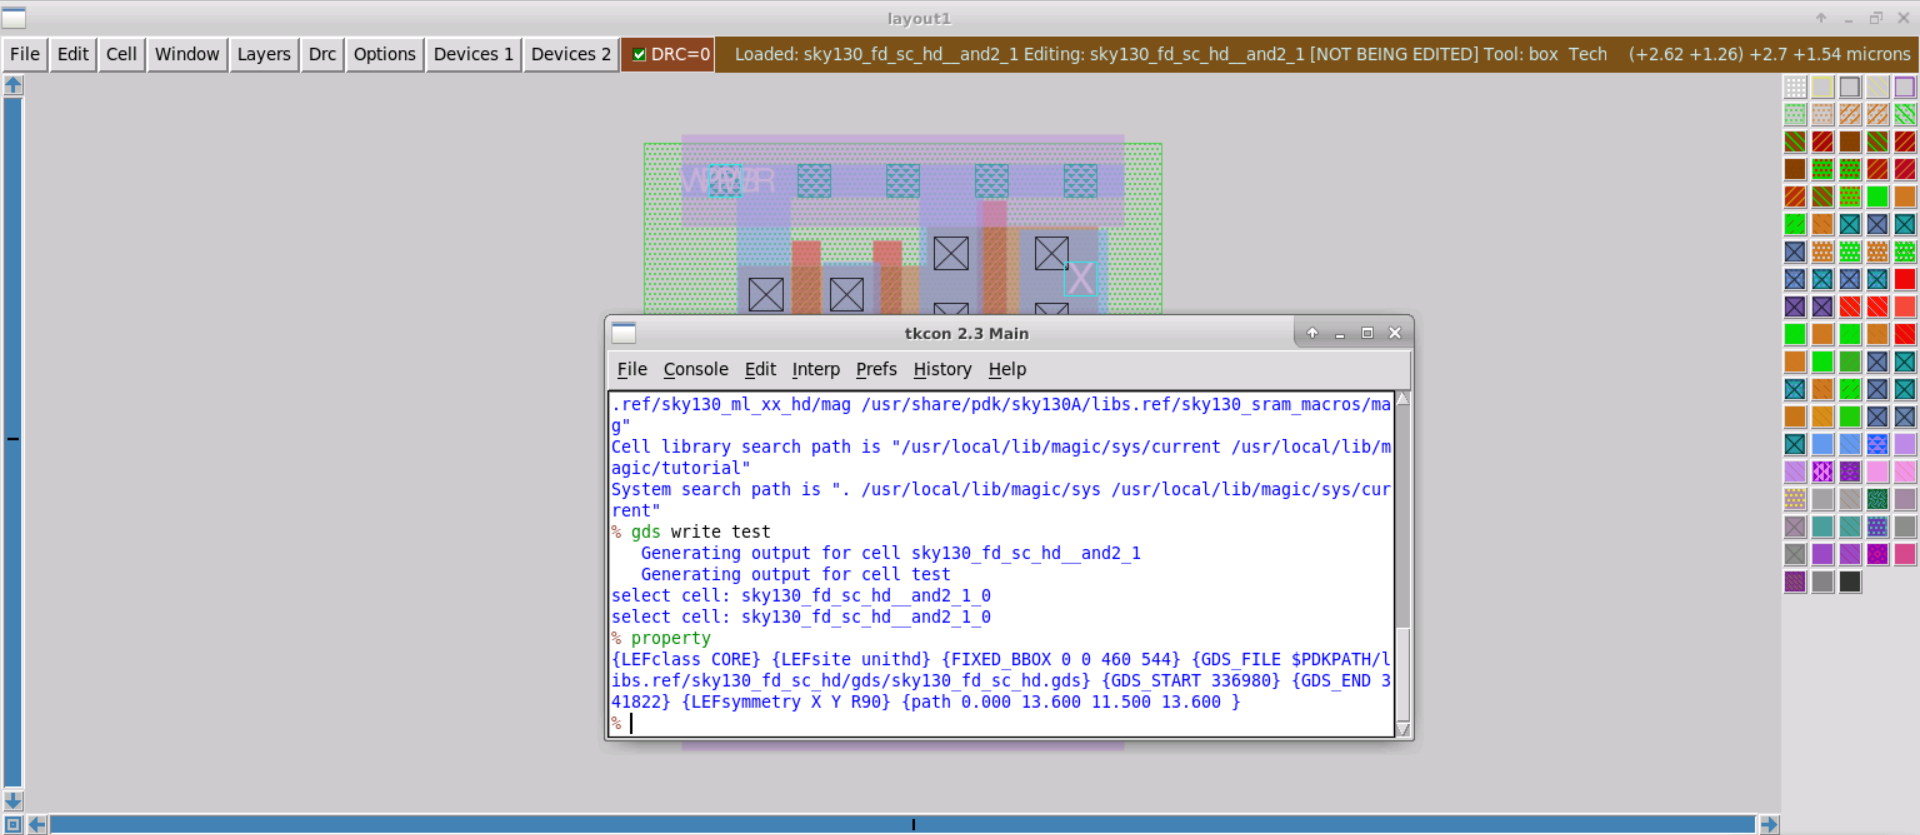 layout1
File Edit Cell Window Layers Drc Options Devices 1 Devices 2 DRC=0 Loaded: sky130_fd_sc_hd__and2_1 Editing: sky130_fd_sc_hd__and2_1 [NOT BEING EDITED] Tool: box Tech (+2.62 +1.26) +2.7 +1.54 microns
X
tkcon 2.3 Main
File Console Edit Interp Prefs History Help
.ref/sky130_ml_xx_hd/mag /usr/share/pdk/sky130A/libs.ref/sky130_sram_macros/ma
g"
Cell library search path is "/usr/local/lib/magic/sys/current /usr/local/lib/m
agic/tutorial"
System search path is ". /usr/local/lib/magic/sys /usr/local/lib/magic/sys/cur
rent"
% gds write test
Generating output for cell sky130_fd_sc_hd__and2_1
Generating output for cell test
select cell: sky130_fd_sc_hd__and2_1_0
select cell: sky130_fd_sc_hd__and2_1_0
% property
{LEFclass CORE} {LEFsite unithd} {FIXED_BBOX 0 0 460 544} {GDS_FILE $PDKPATH/l
ibs.ref/sky130_fd_sc_hd/gds/sky130_fd_sc_hd.gds} {GDS_START 336980} {GDS_END 3
41822} {LEFsymmetry X Y R90} {path 0.000 13.600 11.500 13.600 }
%